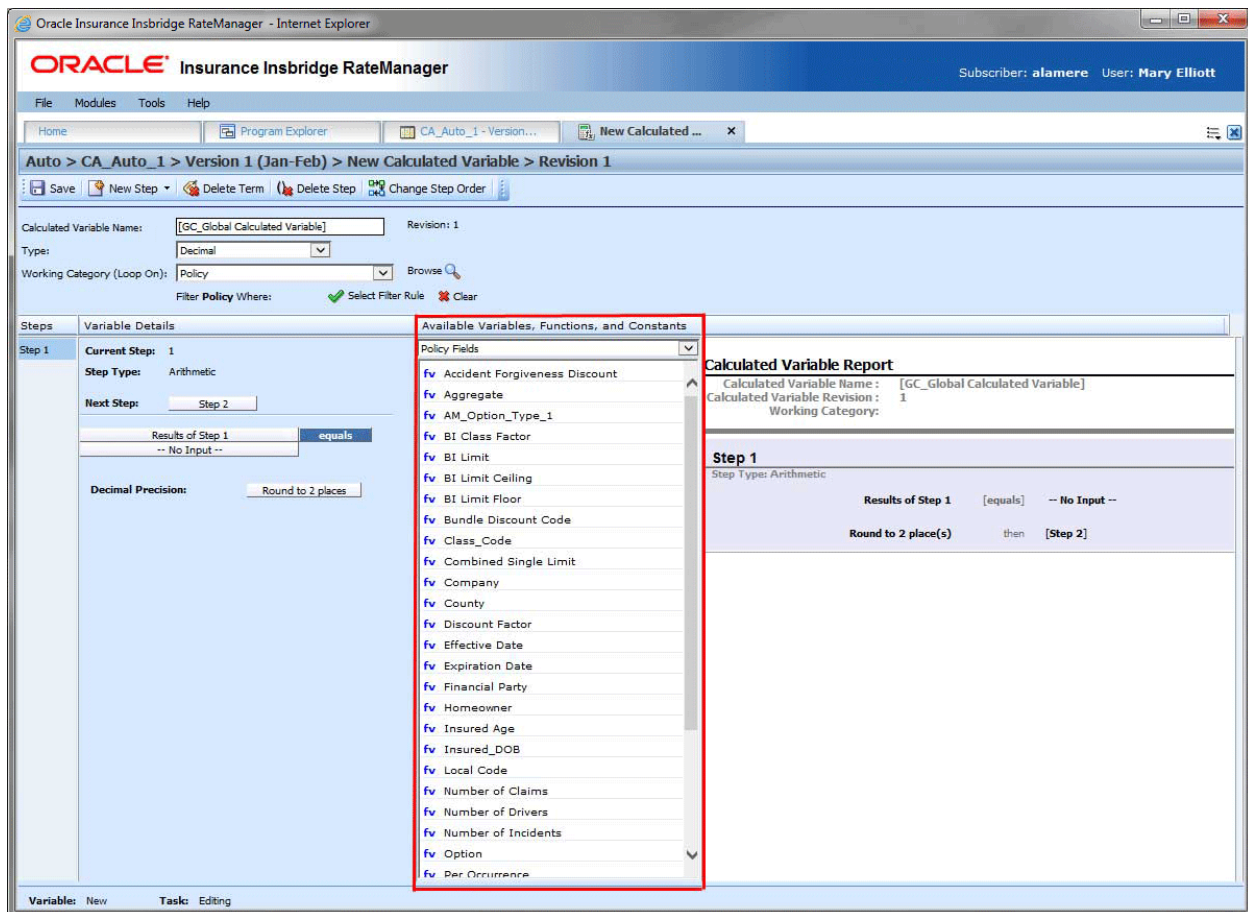 Oracle Insurance Insbridge RateManager - Internet Explorer
ORACLE Insurance Insbridge RateManager
Subscriber: alamere User: Mary Elliott
File Modules Tools Help
Home Program Explorer CA_Auto_1 - Version... New Calculated ... x
Auto > CA_Auto_1 > Version 1 (Jan-Feb) > New Calculated Variable > Revision 1
Save New Step Delete Term Delete Step Change Step Order
Calculated Variable Name: [GC_Global Calculated Variable] Revision: 1
Type: Decimal
Working Category (Loop On): Policy Browse
Filter Policy Where: Select Filter Rule Clear
Steps Variable Details Available Variables, Functions, and Constants
Step 1
Current Step: 1
Step Type: Arithmetic
Next Step: Step 2
Results of Step 1 equals
-- No Input --
Decimal Precision: Round to 2 places
Policy Fields
fv Accident Forgiveness Discount
fv Aggregate
fv AM_Option_Type_1
fv BI Class Factor
fv BI Limit
fv BI Limit Ceiling
fv BI Limit Floor
fv Bundle Discount Code
fv Class_Code
fv Combined Single Limit
fv Company
fv County
fv Discount Factor
fv Effective Date
fv Expiration Date
fv Financial Party
fv Homeowner
fv Insured Age
fv Insured_DOB
fv Local Code
fv Number of Claims
fv Number of Drivers
fv Number of Incidents
fv Option
fv Per Occurrence
Calculated Variable Report
Calculated Variable Name : [GC_Global Calculated Variable]
Calculated Variable Revision : 1
Working Category:
Step 1
Step Type: Arithmetic
Results of Step 1 [equals] -- No Input --
Round to 2 place(s) then [Step 2]
Variable: New Task: Editing